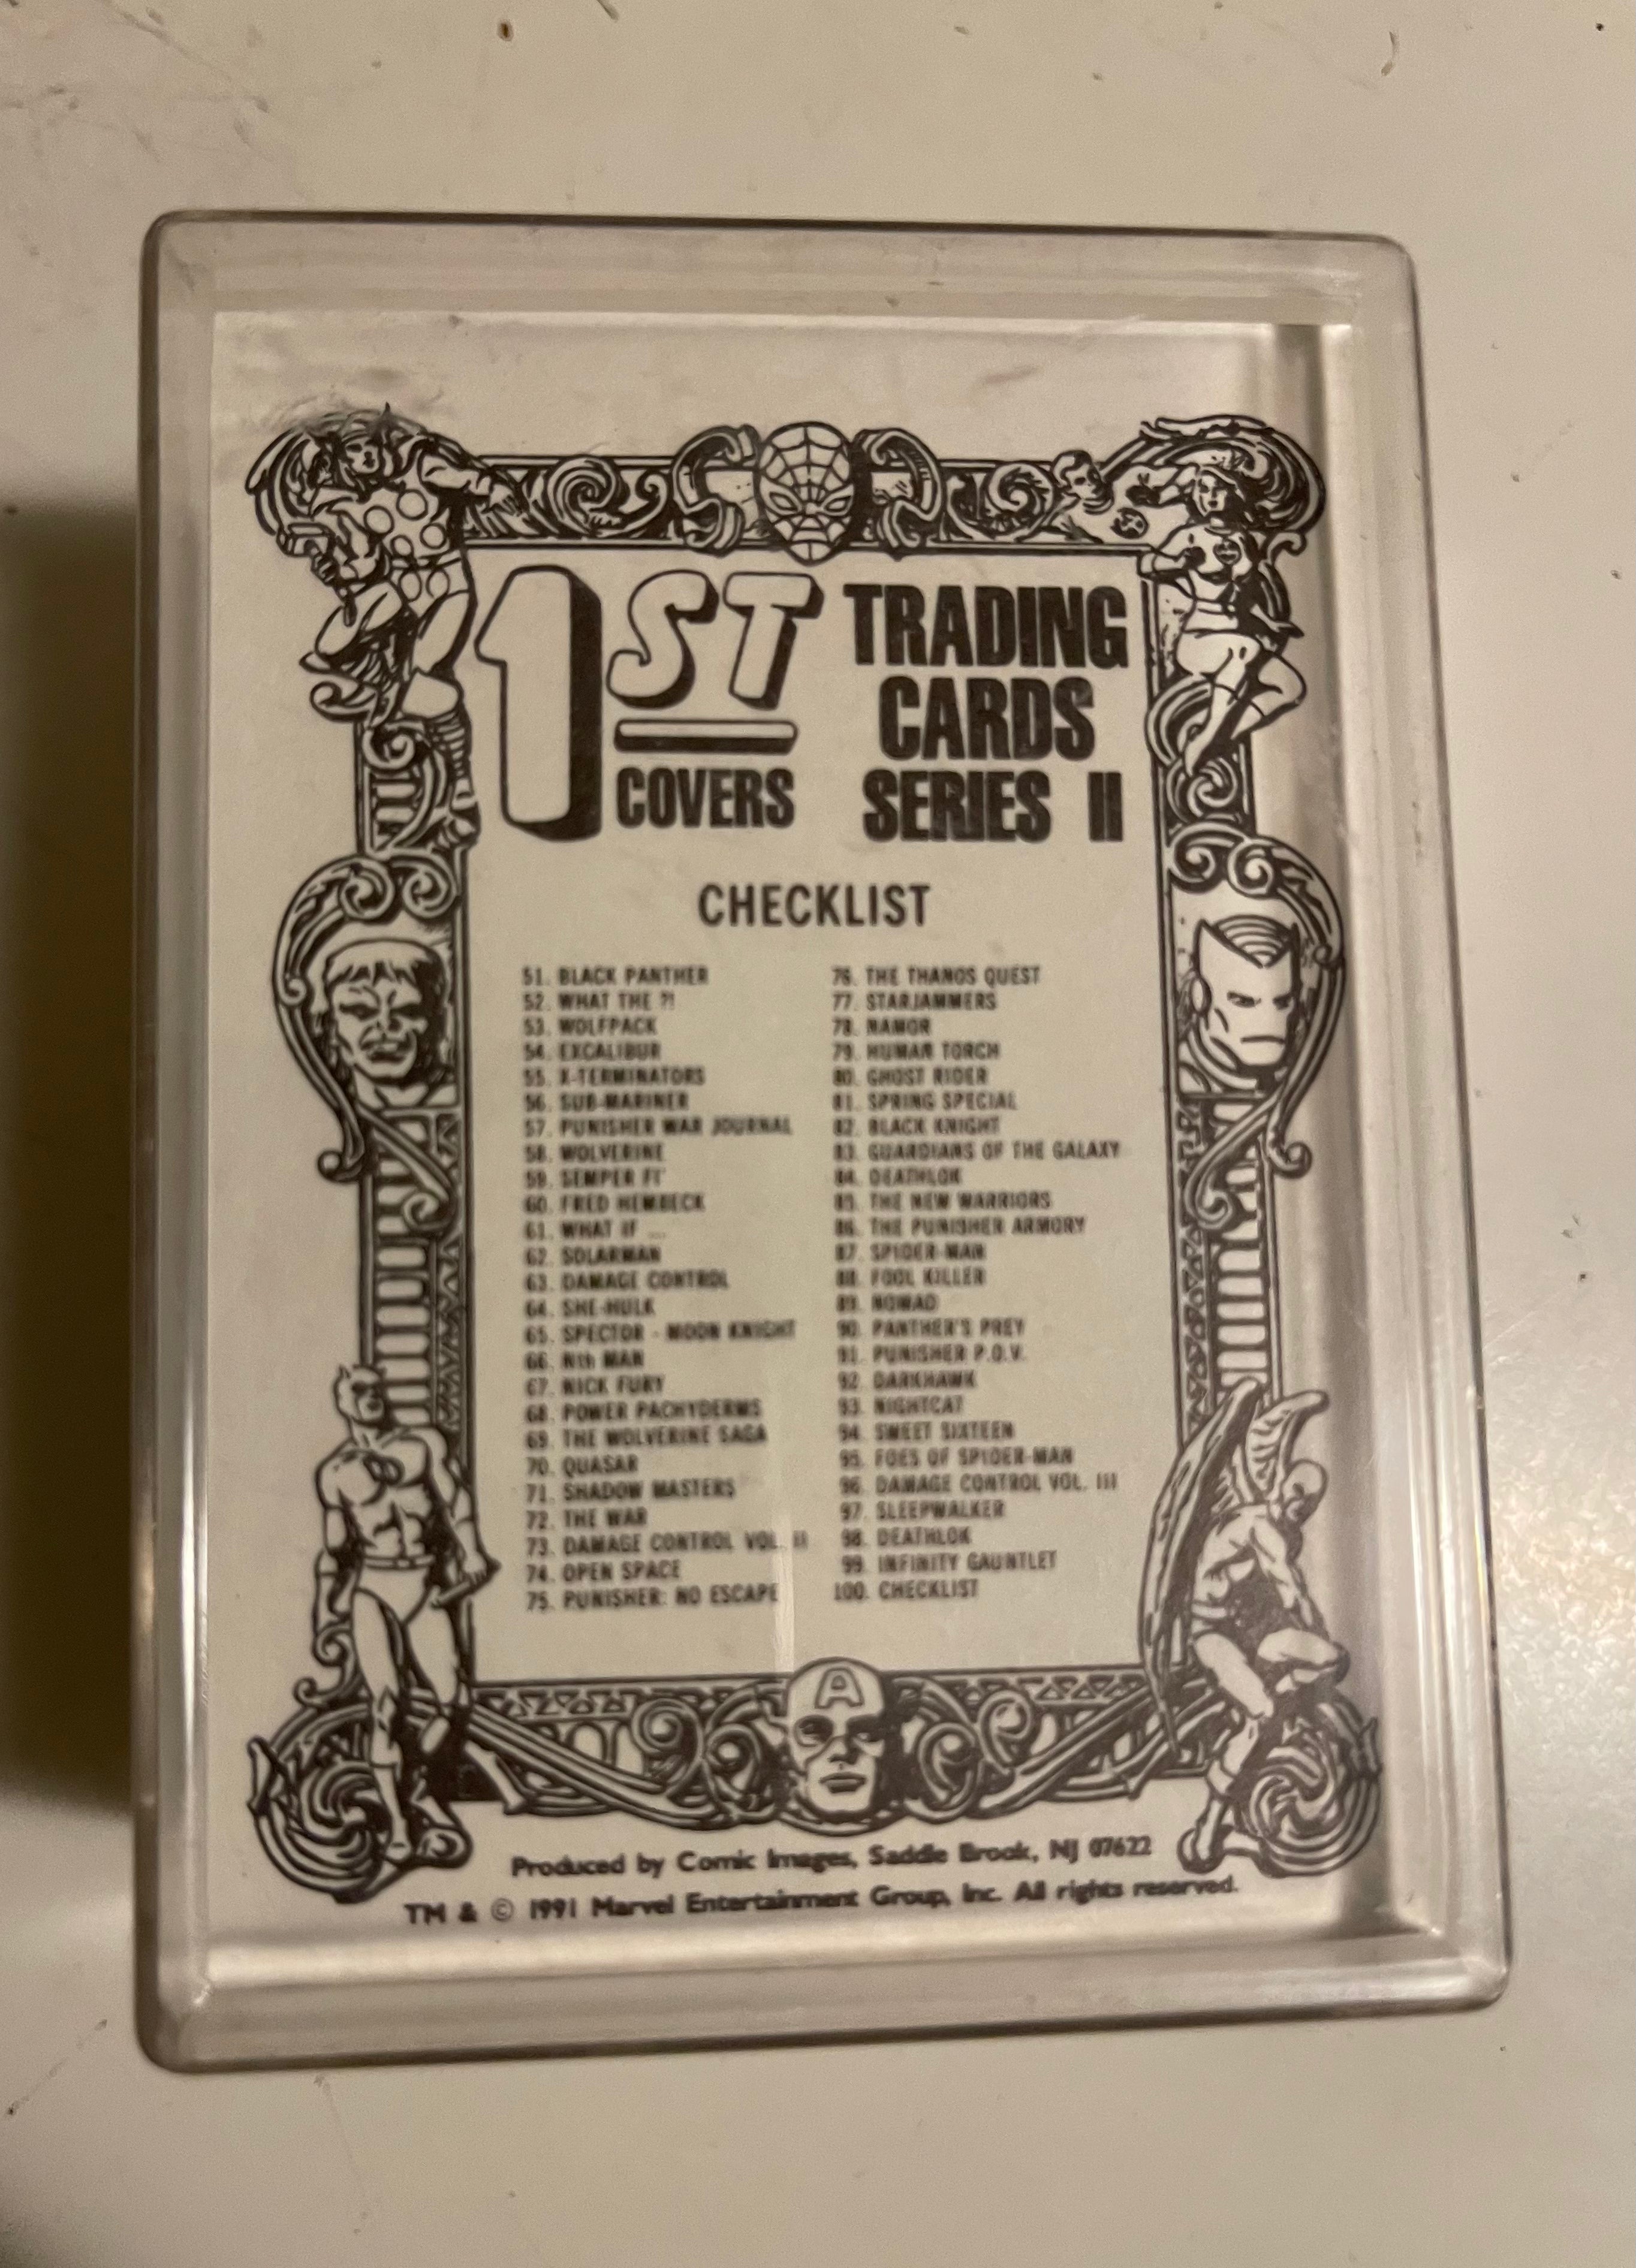 1ST COVERS
TRADING CARDS SERIES II
CHECKLIST
51. BLACK PANTHER
52. WHAT THE ?!
53. WOLFPACK
54. EXCALIBUR
55. X-TERMINATORS
56. SUB-MARINER
57. PUNISHER WAR JOURNAL
58. WOLVERINE
59. SEMPER FI'
60. FRED HEMBECK
61. WHAT IF ...
62. SOLARMAN
63. DAMAGE CONTROL
64. SHE-HULK
65. SPECTOR - MOON KNIGHT
66. Nth MAN
67. NICK FURY
68. POWER PACHYDERMS
69. THE WOLVERINE SAGA
70. QUASAR
71. SHADOW MASTERS
72. THE WAR
73. DAMAGE CONTROL VOL. II
74. OPEN SPACE
75. PUNISHER: NO ESCAPE
76. THE THANOS QUEST
77. STARJAMMERS
78. NAMOR
79. HUMAN TORCH
80. GHOST RIDER
81. SPRING SPECIAL
82. BLACK KNIGHT
83. GUARDIANS OF THE GALAXY
84. DEATHLOK
85. THE NEW WARRIORS
86. THE PUNISHER ARMORY
87. SPIDER-MAN
88. FOOL KILLER
89. NOMAD
90. PANTHER'S PREY
91. PUNISHER P.O.V.
92. DARKHAWK
93. NIGHTCAT
94. SWEET SIXTEEN
95. FOES OF SPIDER-MAN
96. DAMAGE CONTROL VOL. III
97. SLEEPWALKER
98. DEATHLOK
99. INFINITY GAUNTLET
100. CHECKLIST
A
Produced by Comic Images, Saddle Brook, NJ 07622
TM & © 1991 Marvel Entertainment Group, Inc. All rights reserved.